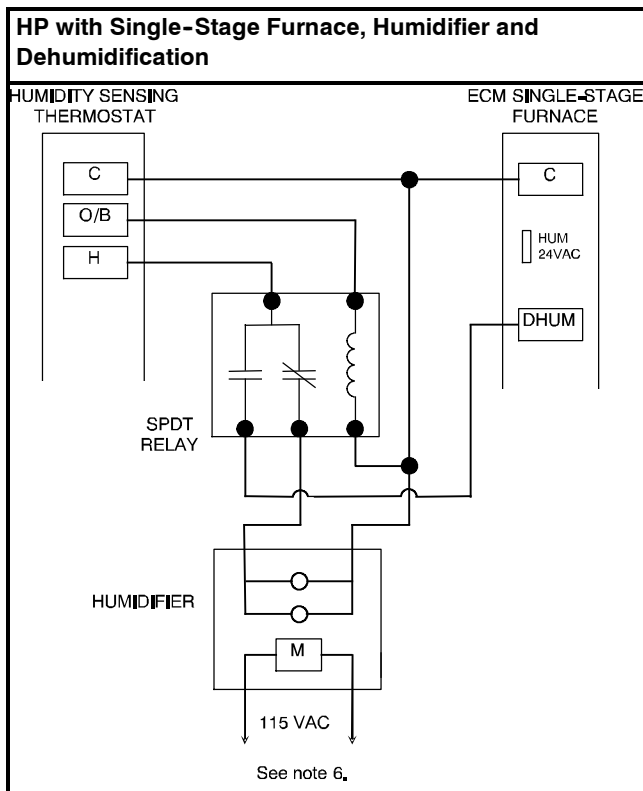 HP with Single-Stage Furnace, Humidifier and
Dehumidification
HUMIDITY SENSING
THERMOSTAT
ECM SINGLE-STAGE
FURNACE
C
C
O/B
HUM
24VAC
H
DHUM
SPDT
RELAY
HUMIDIFIER
M
115 VAC
See note 6.